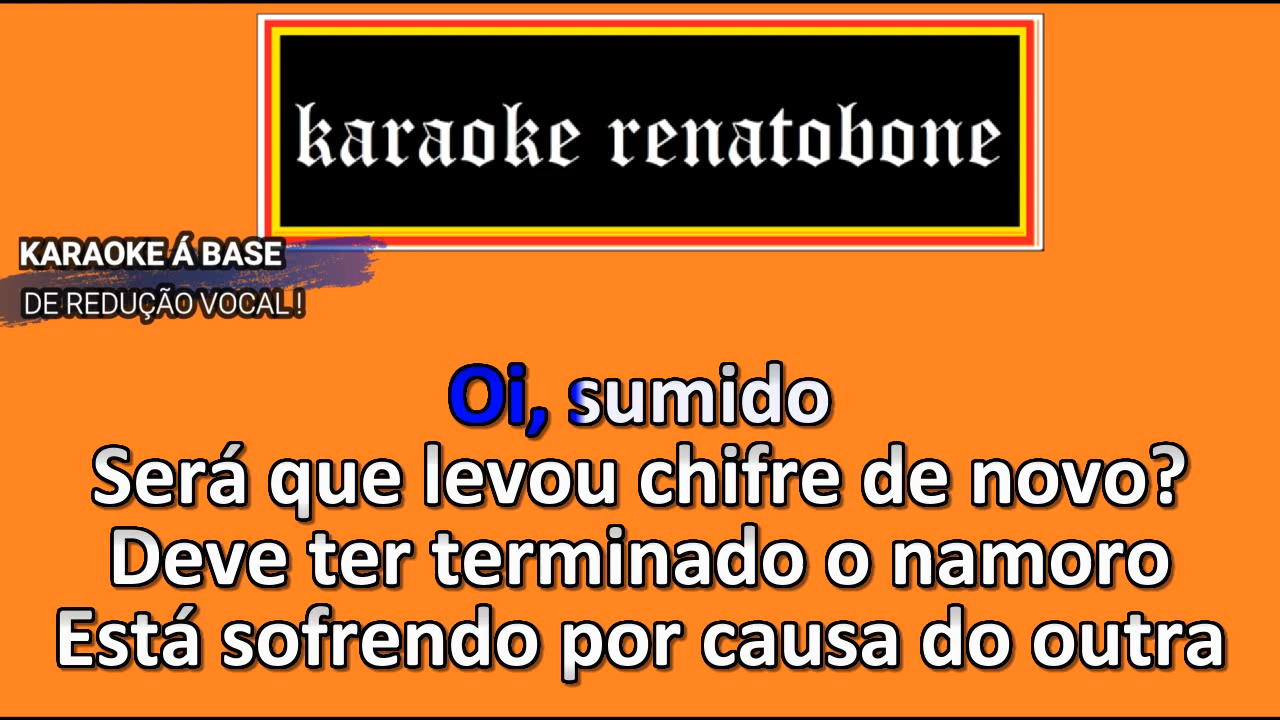 karaoke renatobone
KARAOKE Á BASE
DE REDUÇÃO VOCAL !
Oi, sumido
Será que levou chifre de novo?
Deve ter terminado o namoro
Está sofrendo por causa do outra